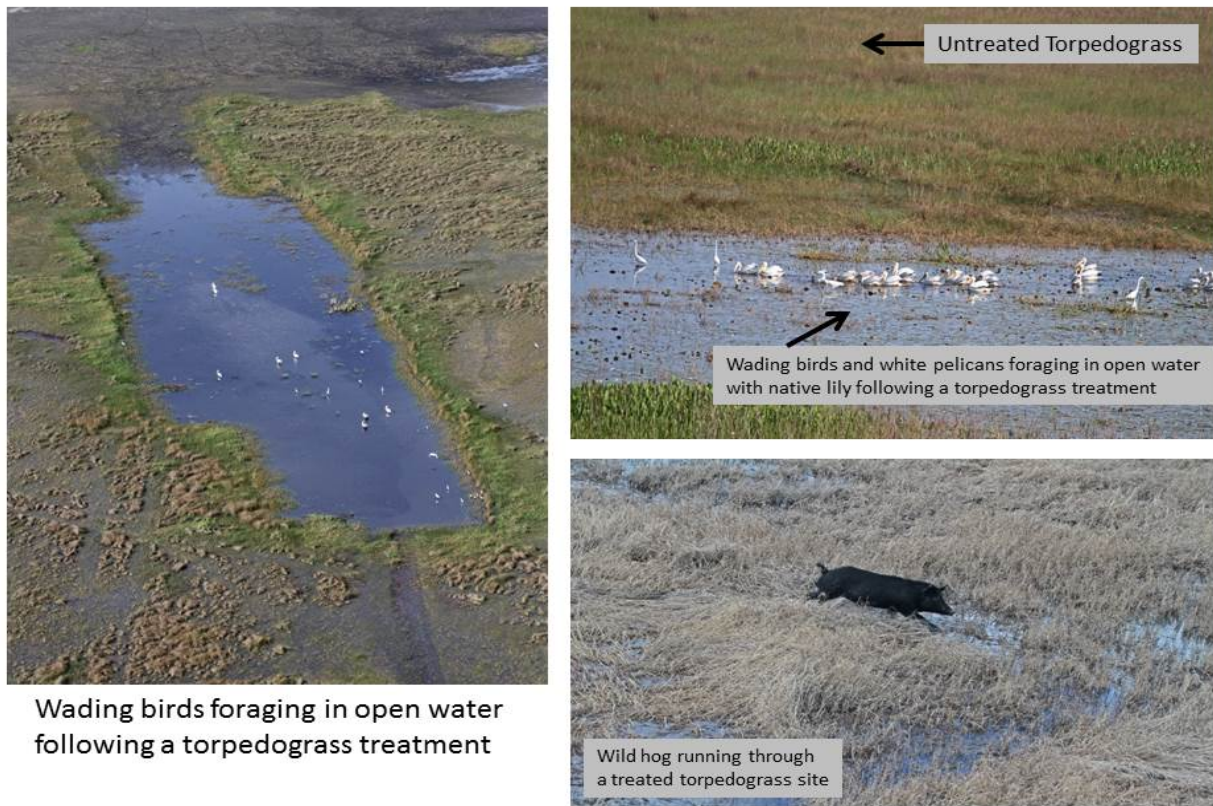 Untreated Torpedograss
Wading birds and white pelicans foraging in open water
with native lily following a torpedograss treatment
Wading birds foraging in open water
following a torpedograss treatment
Wild hog running through
a treated torpedograss site